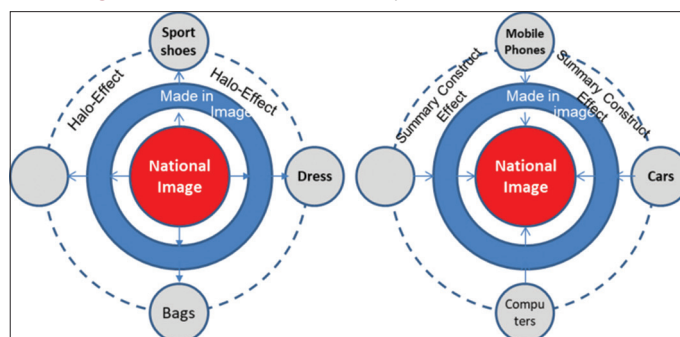 Sport
shoes
Halo-Effect
Halo-Effect
Made in
Image
National
Image
Dress
Bags
Mobile
Phones
Summary Construct
Effect
Summary Construct
Effect
Made in
image
National
Image
Cars
Compu
ters